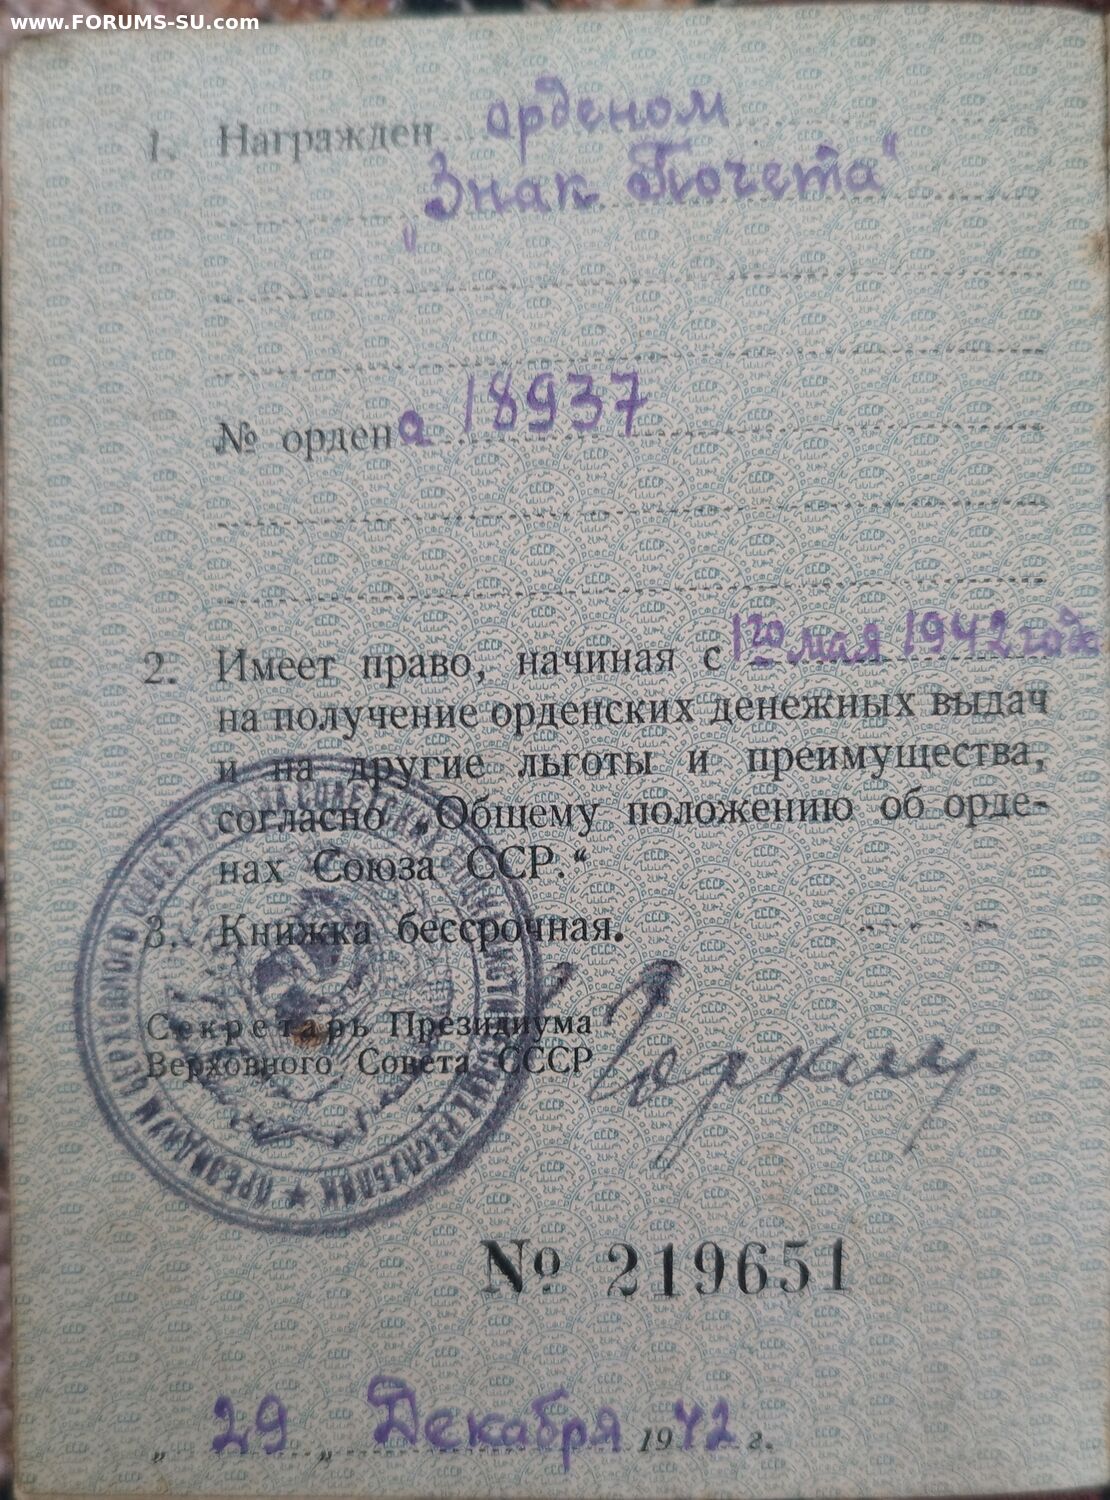 www.FORUMS-SU.com
1. Награжден орденом
"Знак Почета"
№ ордена 18937
2. Имеет право, начиная с 1го мая 1942 года
на получение орденских денежных выдач
и на другие льготы и преимущества,
согласно „Общему положению об орде-
нах Союза ССР.“
3. Книжка бессрочная.
Секретарь Президиума
Верховного Совета СССР
Горкин
№ 219651
„ 29 „ Декабря 1942 г.